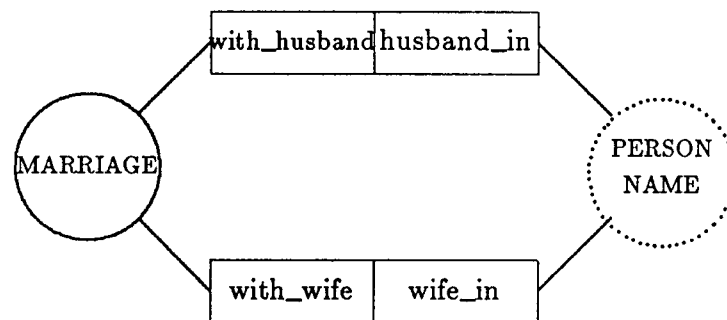 with_husband husband_in
MARRIAGE
PERSON
NAME
with_wife wife_in